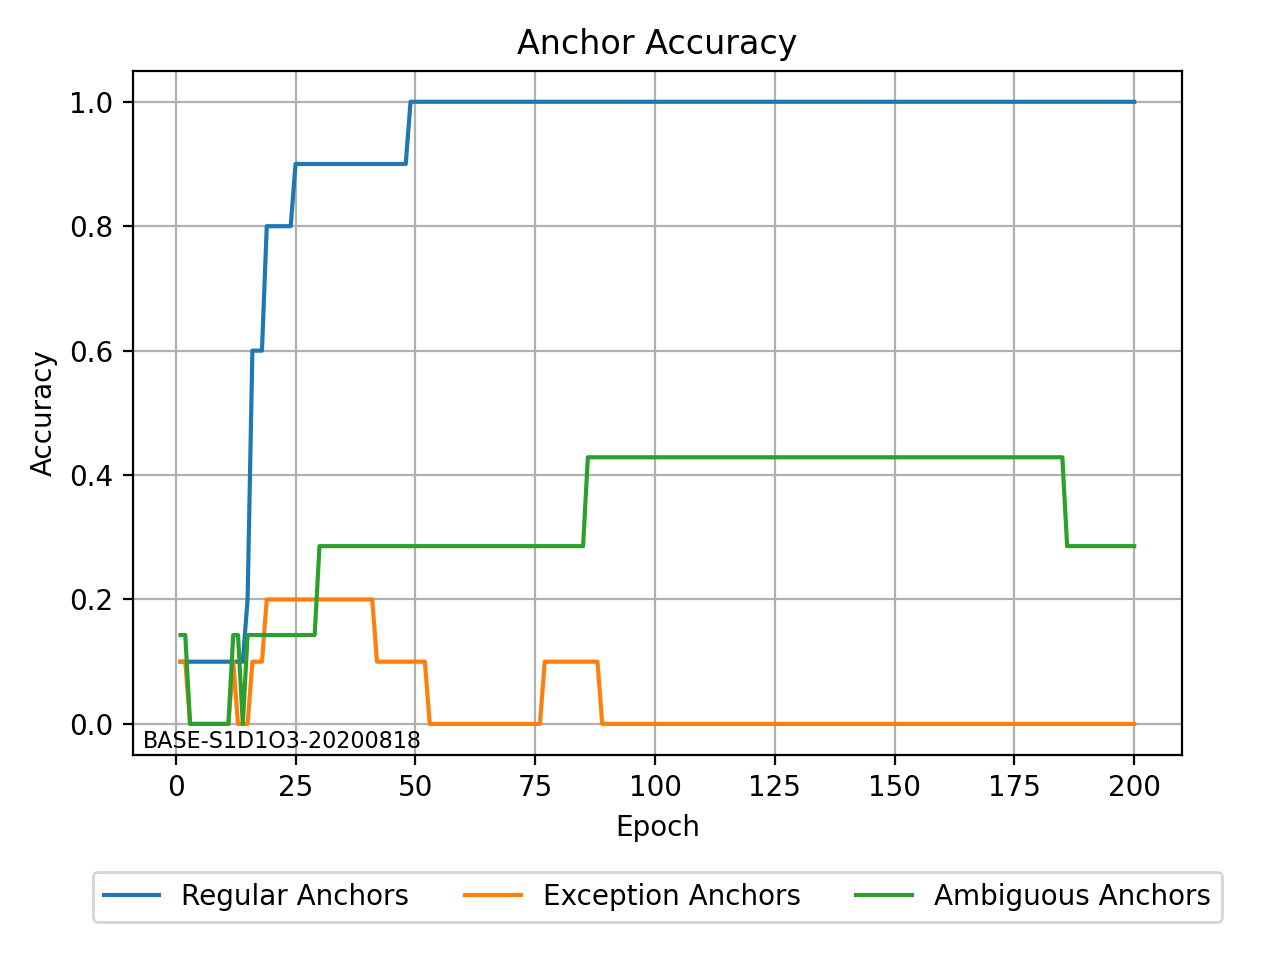 Anchor Accuracy
1.0
0.8
0.6
0.4
0.2
0.0
Accuracy
BASE-S1D1O3-20200818
0 25 50 75 100 125 150 175 200
Epoch
Regular Anchors Exception Anchors Ambiguous Anchors